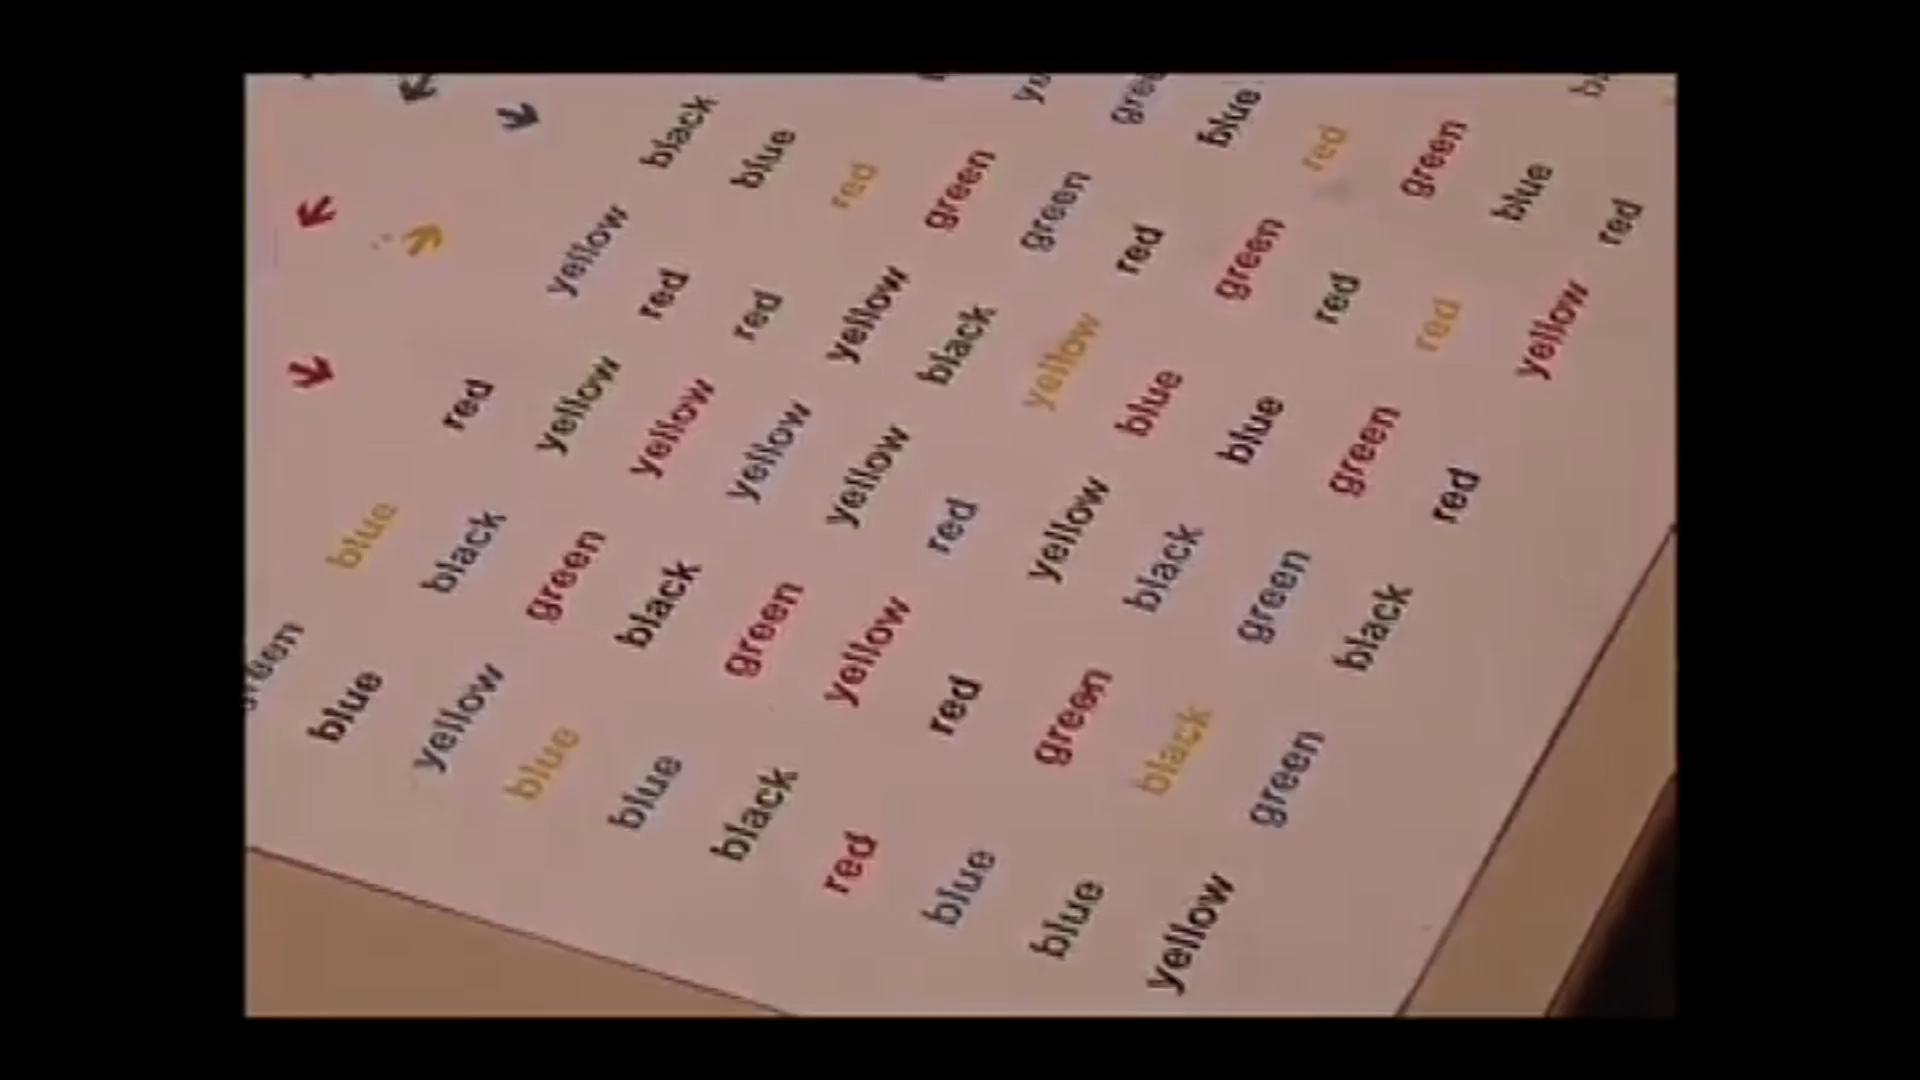 green blue red yellow black
blue black yellow red blue
yellow green yellow red red
blue black yellow yellow green
blue green yellow black green
black yellow red yellow red blue
red red yellow blue green red
blue green black blue red green
blue black green green red blue
yellow green black red yellow red